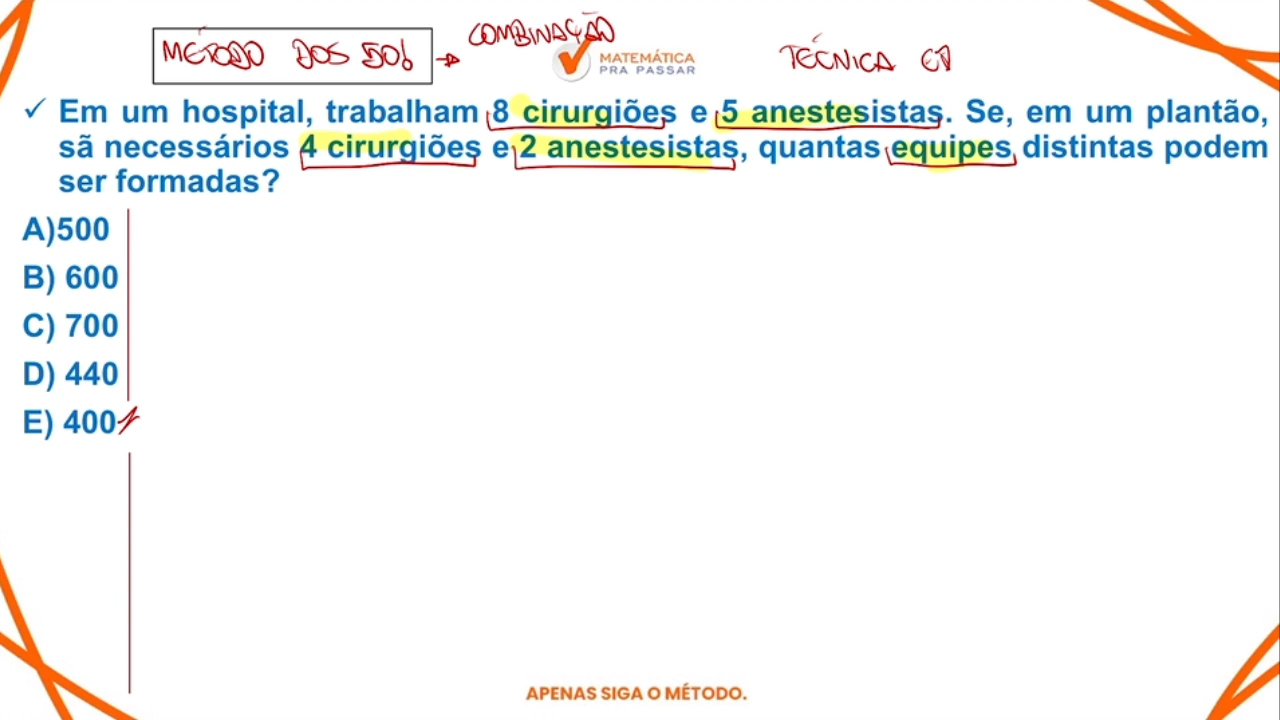 MÉTODO DOS 50! → COMBINAÇÃO
MATEMÁTICA
PRA PASSAR
TÉCNICA
✓ Em um hospital, trabalham 8 cirurgiões e 5 anestesistas. Se, em um plantão,
sã necessários 4 cirurgiões e 2 anestesistas, quantas equipes distintas podem
ser formadas?
A)500
B) 600
C) 700
D) 440
E) 400
APENAS SIGA O MÉTODO.